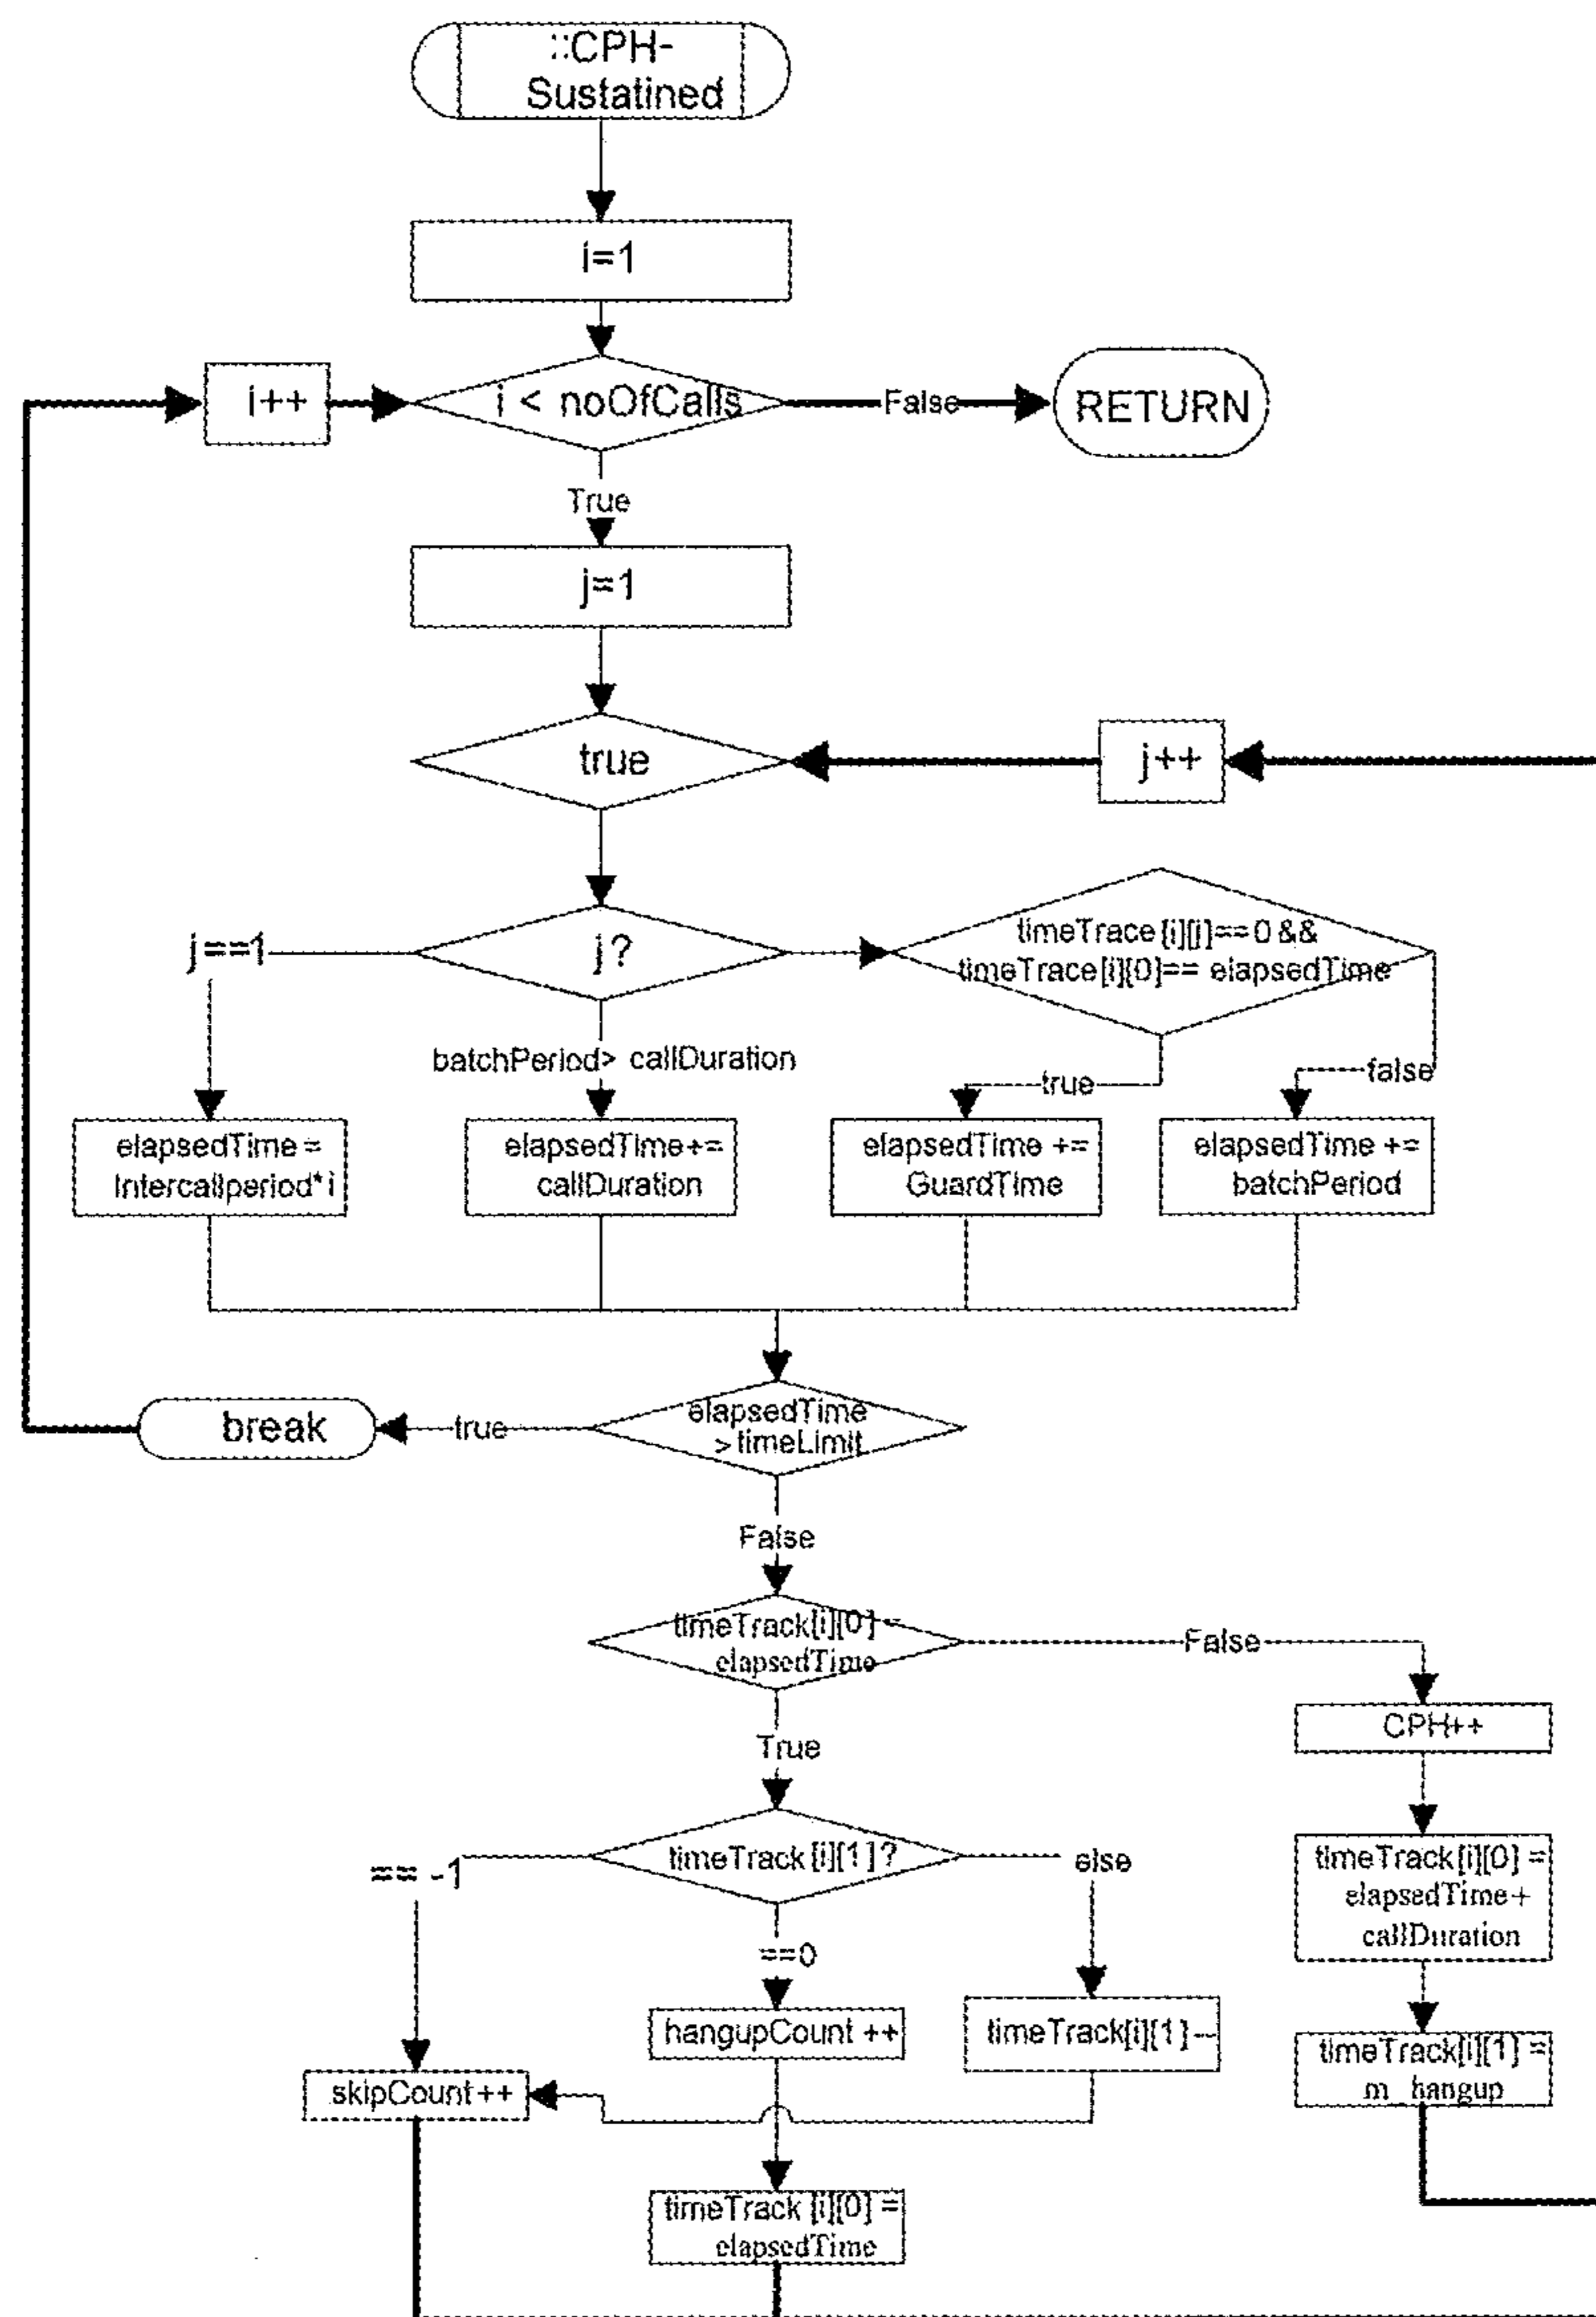 ::CPH-
Sustatined
i=1
i++
i < noOfCalls
False
RETURN
True
j=1
true
j++
j==1
j?
timeTrace[i][j]==0 &&
timeTrace[i][0]== elapsedTime
batchPeriod> callDuration
true
false
elapsedTime =
Intercallperiod*i
elapsedTime+=
callDuration
elapsedTime +=
GuardTime
elapsedTime +=
batchPeriod
break
true
elapsedTime
>timeLimit
False
timeTrack[i][0] -
elapsedTime
False
CPH++
True
timeTrack[i][1]?
== -1
else
==0
timeTrack[i][0] =
elapsedTime+
callDuration
hangupCount ++
timeTrack[i][1]--
timeTrack[i][1] =
m_hangup
skipCount++
timeTrack [i][0] =
elapsedTime